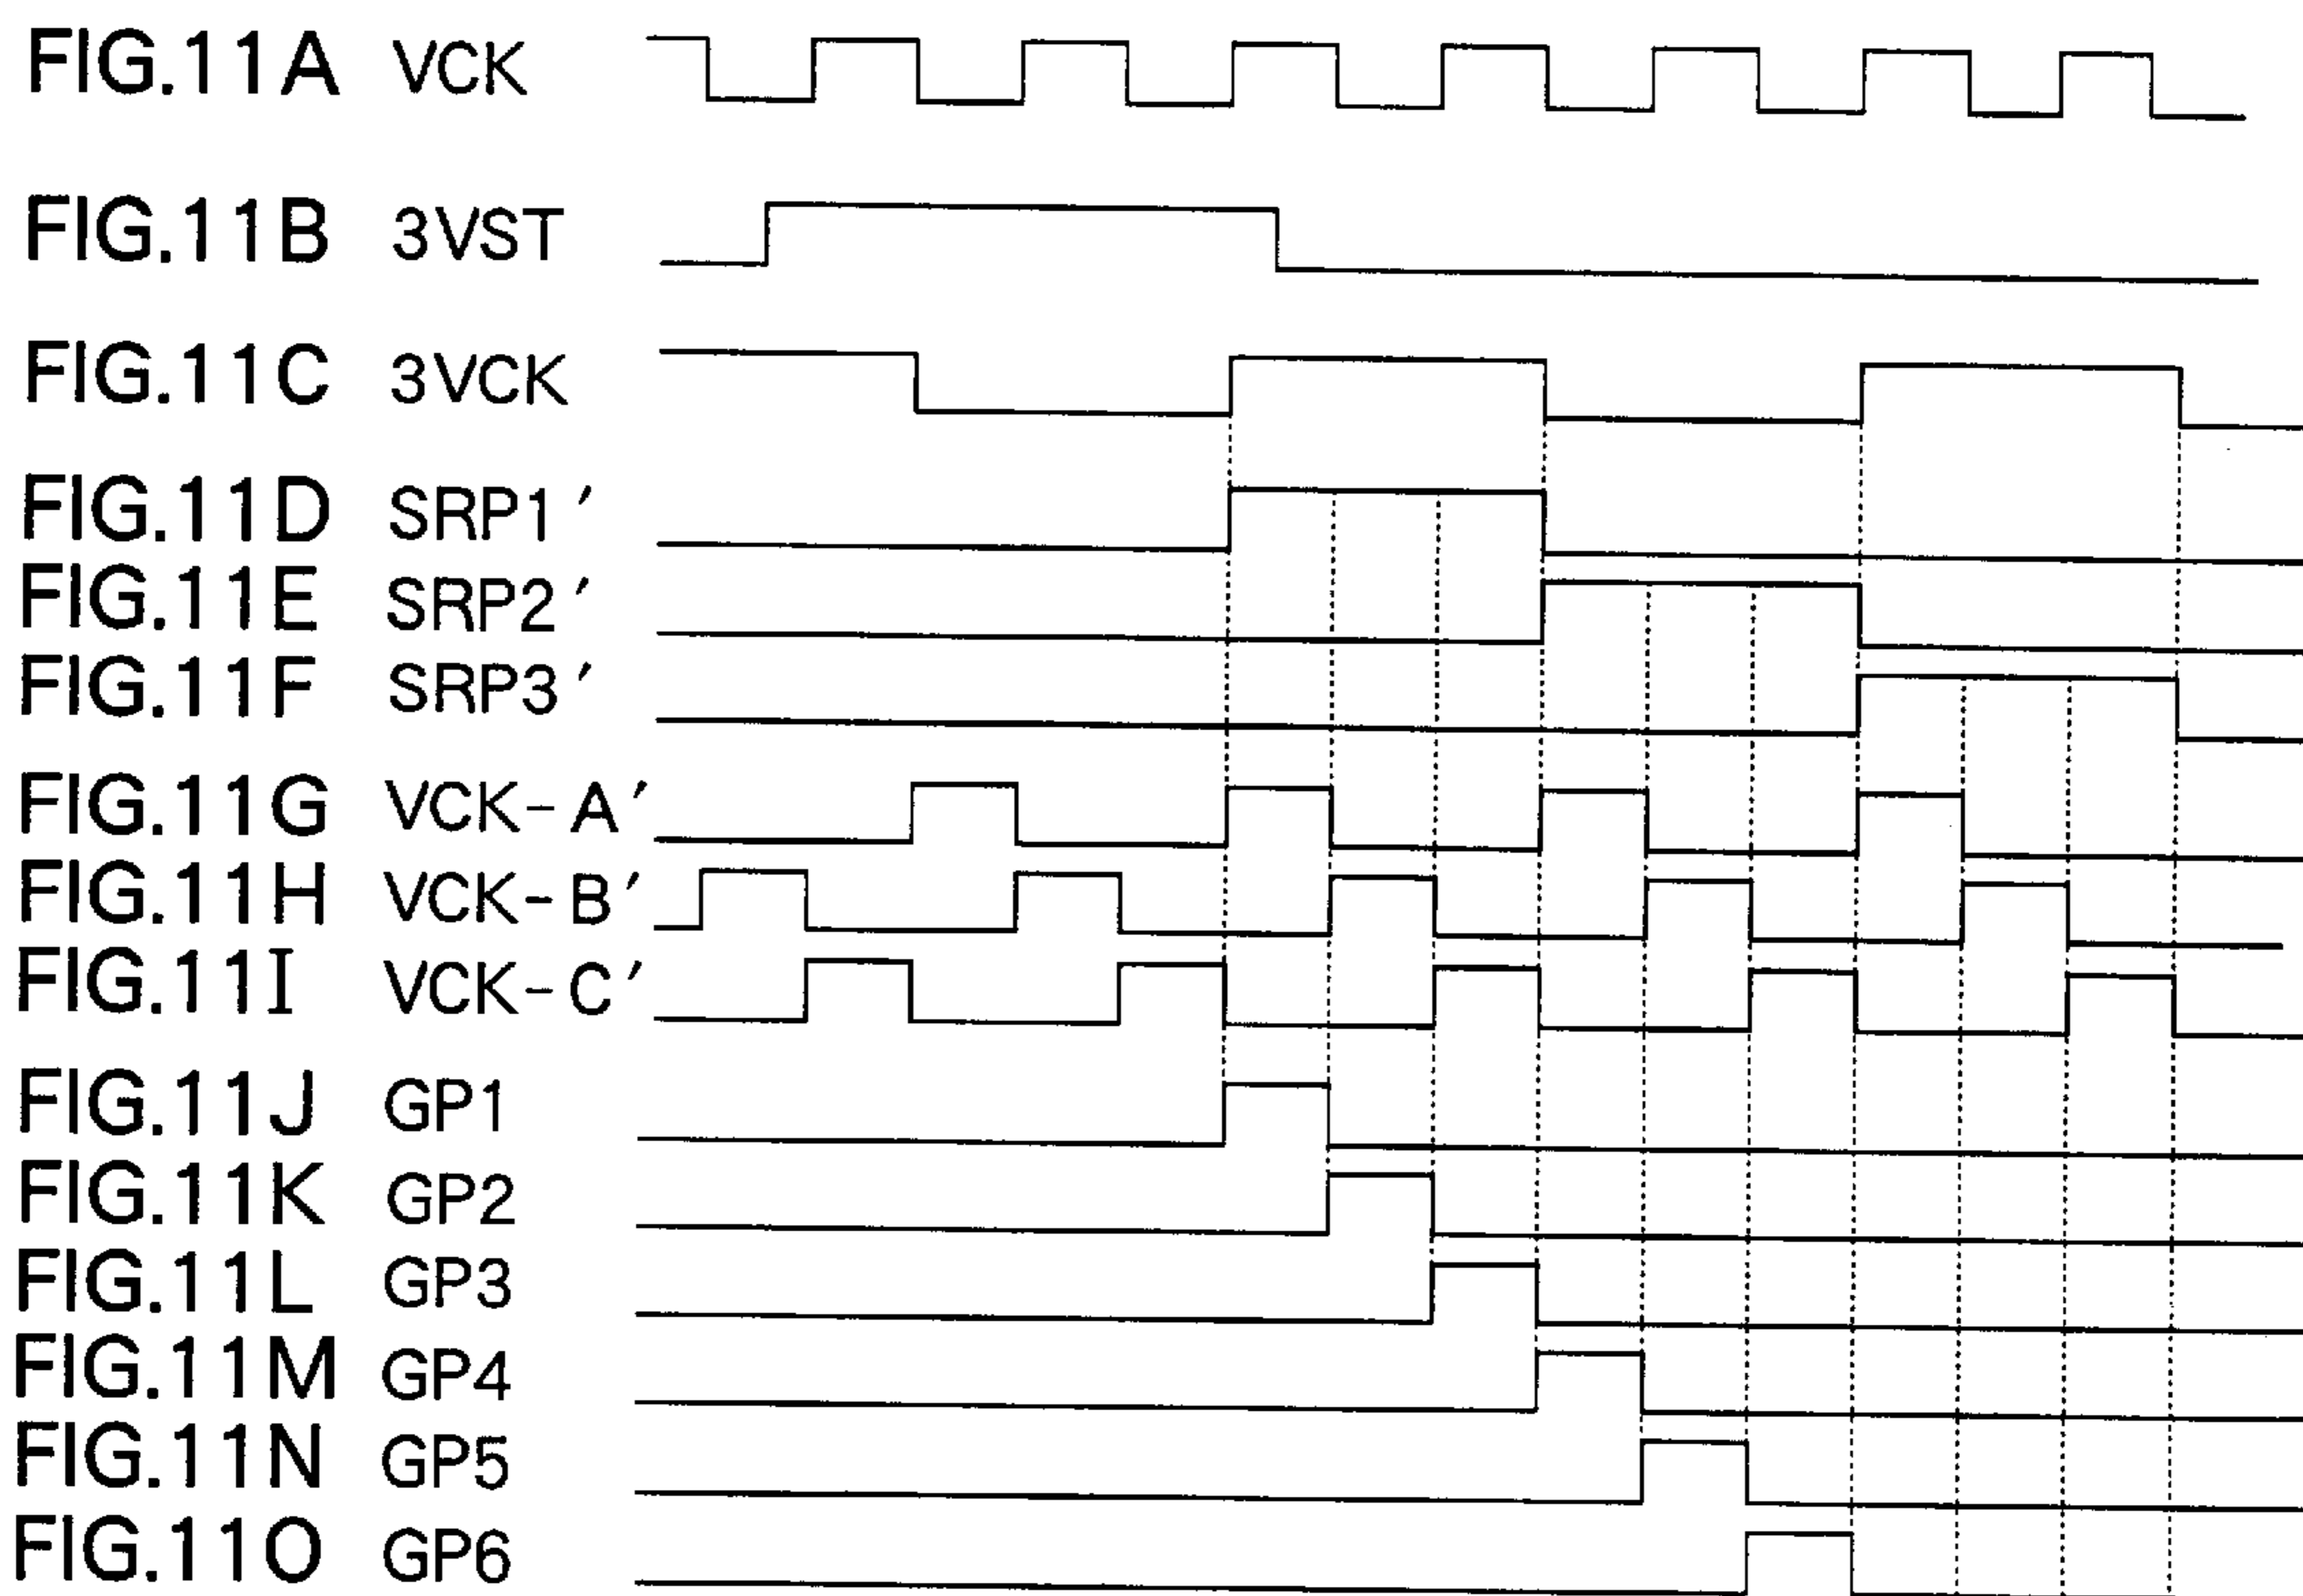 FIG.11A VCK
FIG.11B 3VST
FIG.11C 3VCK
FIG.11D SRP1′
FIG.11E SRP2′
FIG.11F SRP3′
FIG.11G VCK-A′
FIG.11H VCK-B′
FIG.11I VCK-C′
FIG.11J GP1
FIG.11K GP2
FIG.11L GP3
FIG.11M GP4
FIG.11N GP5
FIG.11O GP6